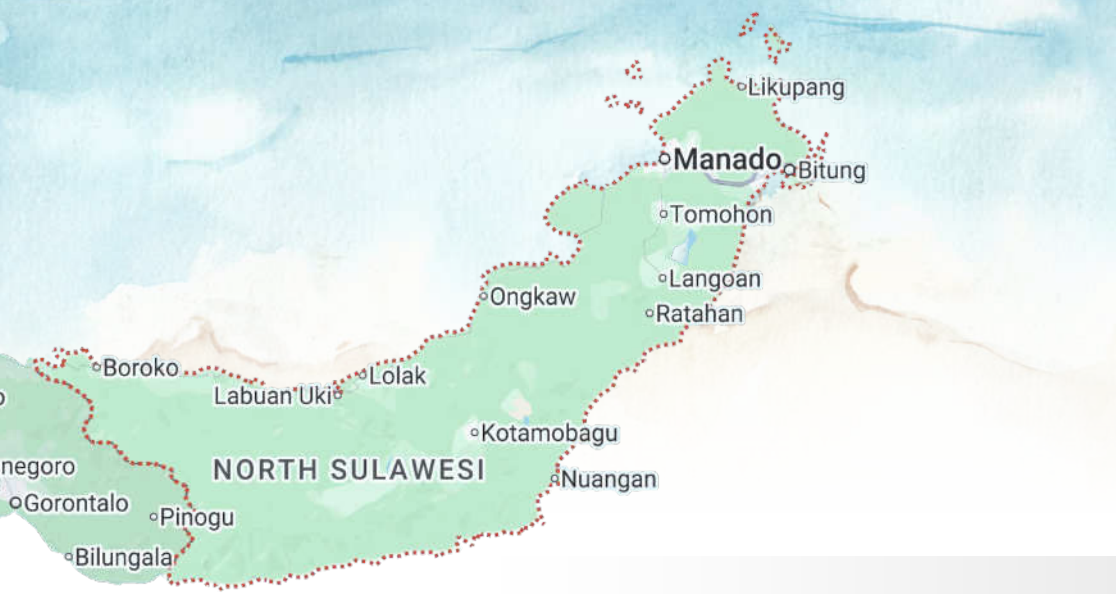 Likupang
Manado
Bitung
Tomohon
Langoan
Ongkaw
Ratahan
Boroko
Lolak
Labuan Uki
Kotamobagu
NORTH SULAWESI
negoro
Nuangan
Gorontalo
Pinogu
Bilungala